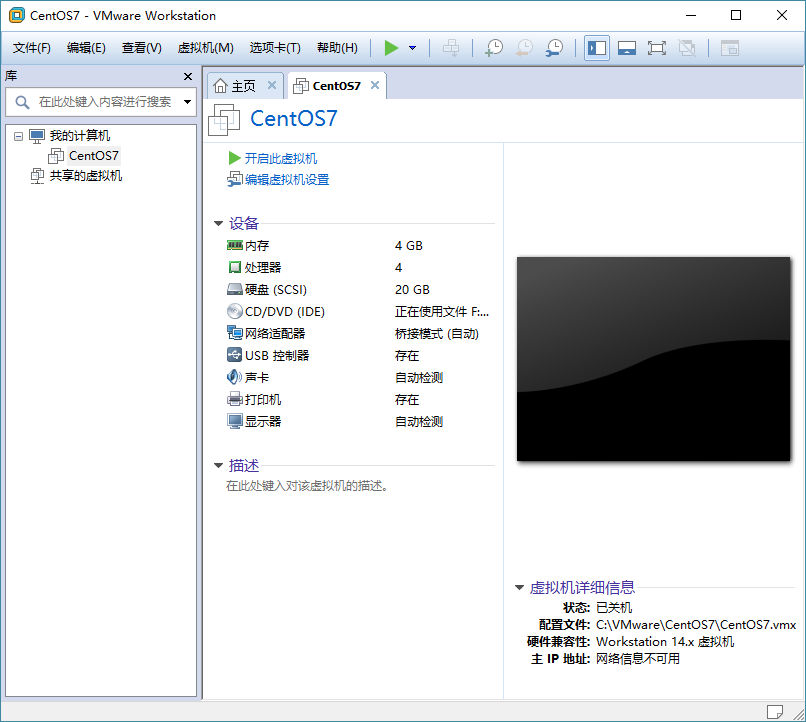 CentOS7 - VMware Workstation
文件(F) 编辑(E) 查看(V) 虚拟机(M) 选项卡(T) 帮助(H)
库
在此处键入内容进行搜索
我的计算机
CentOS7
共享的虚拟机
主页 CentOS7
CentOS7
开启此虚拟机
编辑虚拟机设置
设备
内存 4 GB
处理器 4
硬盘 (SCSI) 20 GB
CD/DVD (IDE) 正在使用文件 F:...
网络适配器 桥接模式 (自动)
USB 控制器 存在
声卡 自动检测
打印机 存在
显示器 自动检测
描述
在此处键入对该虚拟机的描述。
虚拟机详细信息
状态: 已关机
配置文件: C:\VMware\CentOS7\CentOS7.vmx
硬件兼容性: Workstation 14.x 虚拟机
主 IP 地址: 网络信息不可用